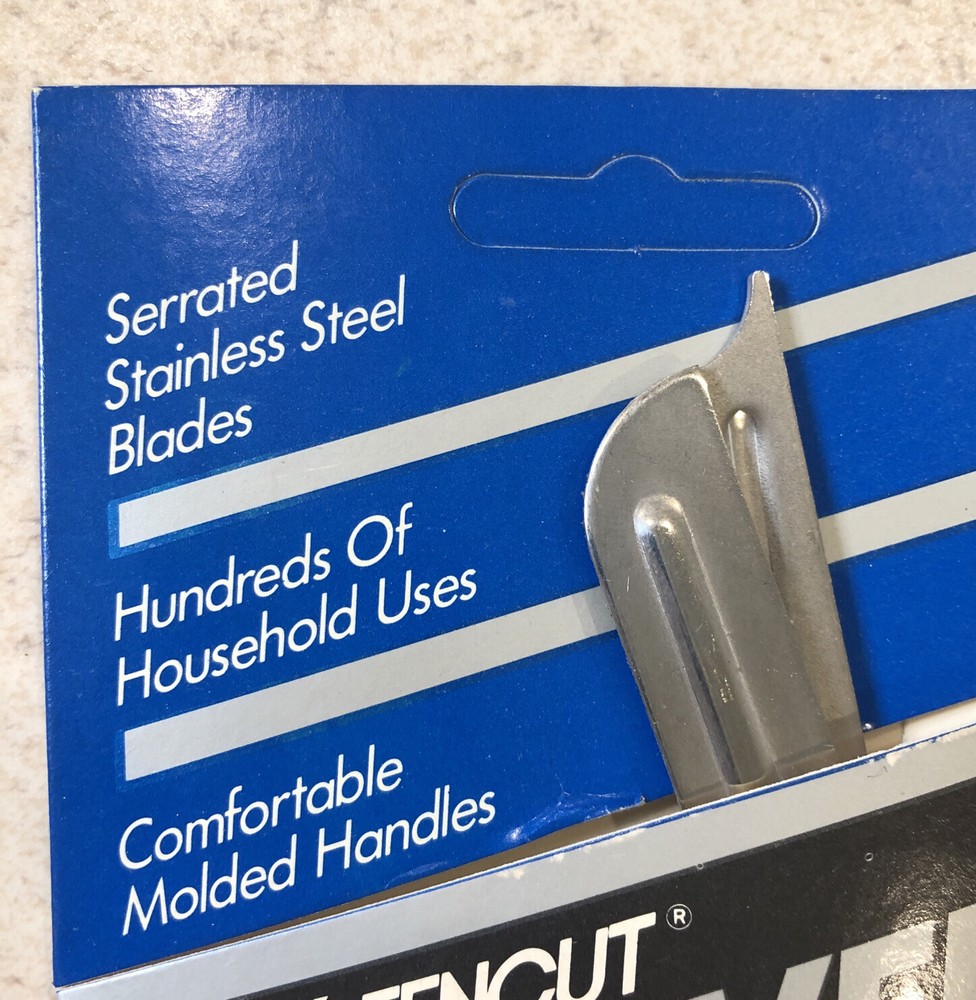 Serrated
Stainless Steel
Blades
Hundreds Of
Household Uses
Comfortable
Molded Handles
®